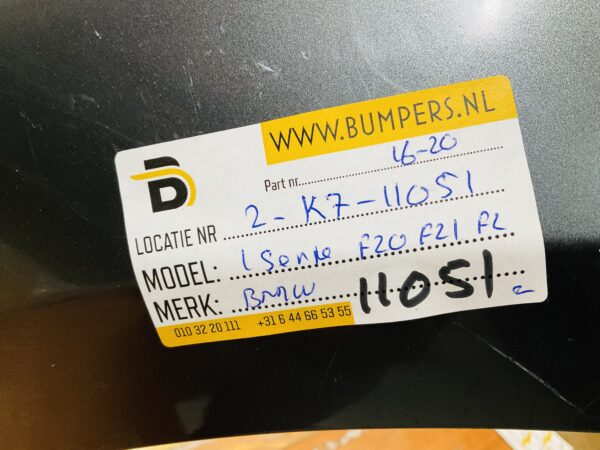 WWW.BUMPERS.NL
Part nr. 16-20
LOCATIE NR 2-K7-11051
MODEL: 1 Serie F20 F21 F2
MERK: BMW 11051
010 32 20 111 +31 6 44 66 53 55